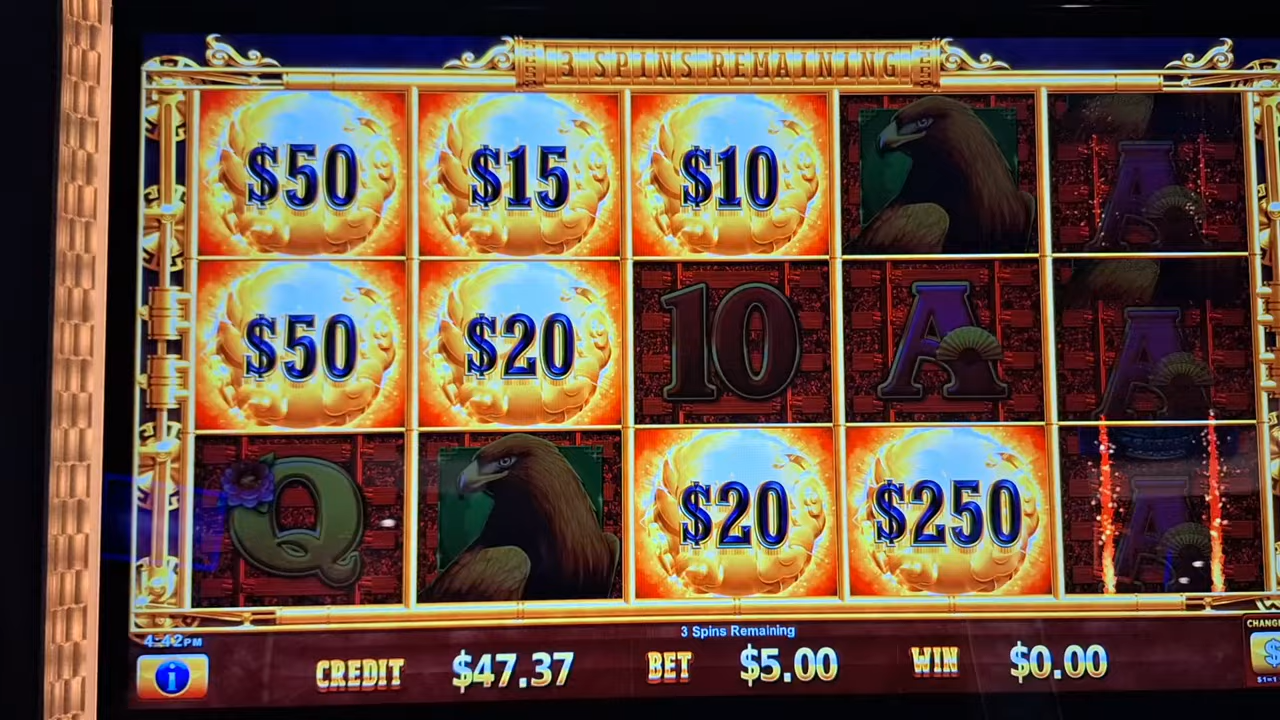 3 SPINS REMAINING
$50 $15 $10 A
$50 $20 10 A A
Q $20 $250 A
3 Spins Remaining
4:42PM
i CREDIT $47.37 BET $5.00 WIN $0.00
CHANGE
$